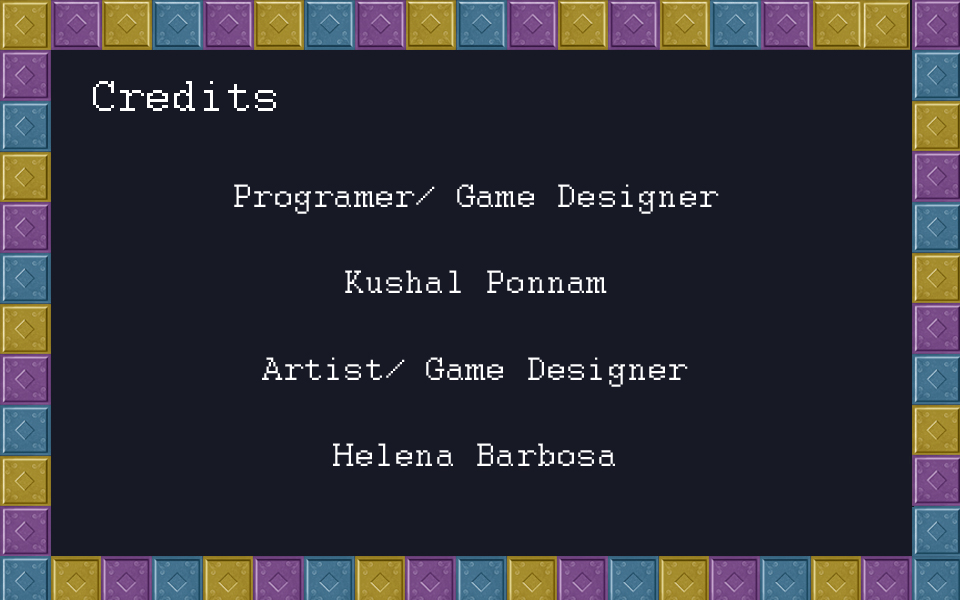 Credits
Programer/ Game Designer
Kushal Ponnam
Artist/ Game Designer
Helena Barbosa